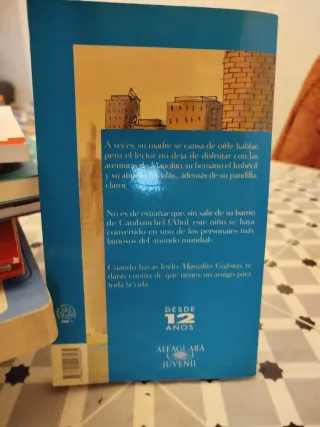 A veces, su madre se cansa de oírle hablar,
pero el lector no deja de disfrutar con las
aventuras de Manolito, su hermano el Imbécil
y su abuelo, además de su pandilla,
claro.
No es de extrañar que, sin salir de su barrio
de Carabanchel (Alto), este niño se haya
convertido en uno de los personajes más
famosos del «mundo mundial».
Cuando hayas leído Manolito Gafotas, te
darás cuenta de que tienes un amigo para
toda la vida.
DESDE
12
AÑOS
ALFAGUARA
JUVENIL